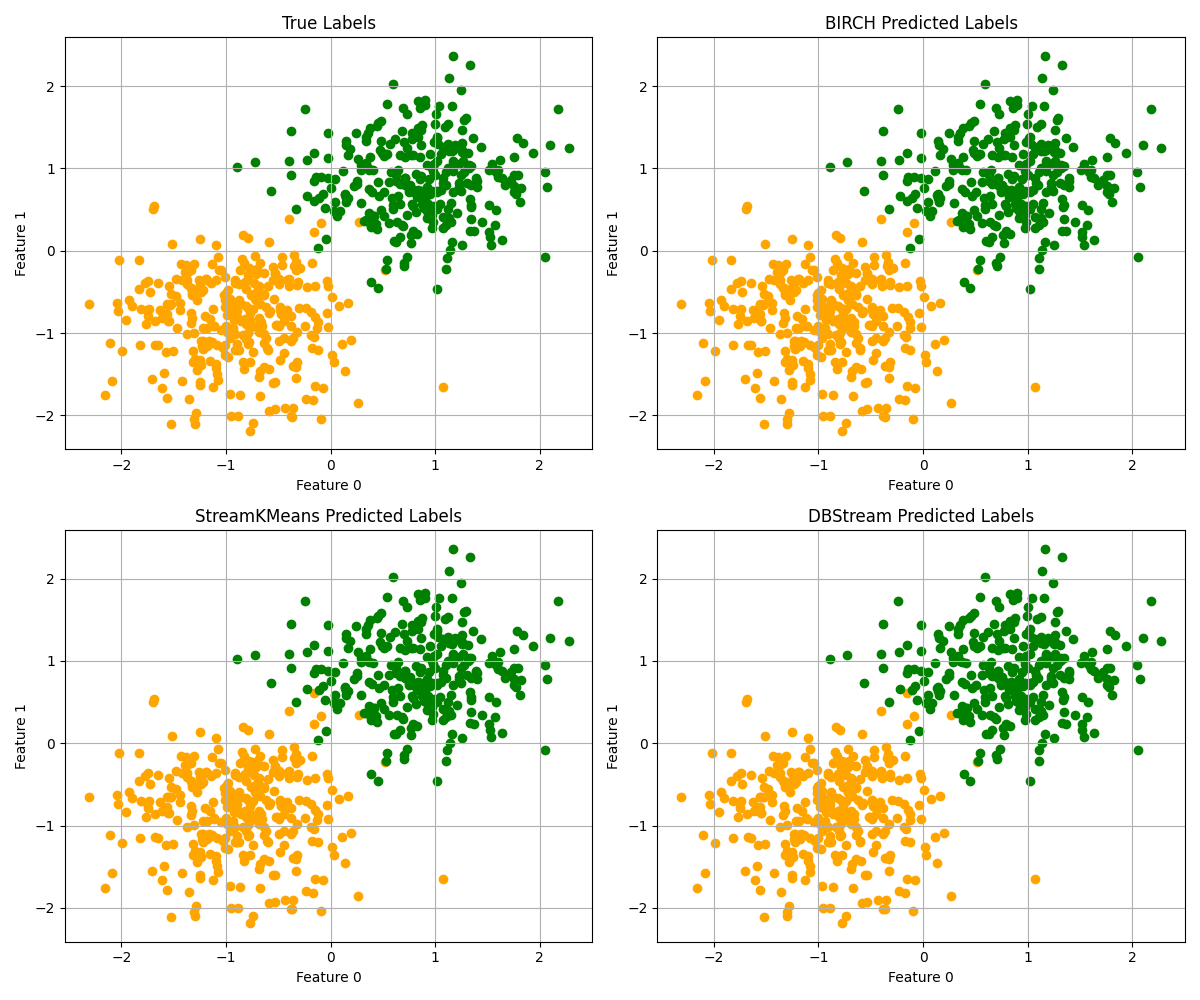 True Labels
Feature 1
2
1
0
−1
−2
−2 −1 0 1 2
Feature 0
BIRCH Predicted Labels
Feature 1
2
1
0
−1
−2
−2 −1 0 1 2
Feature 0
StreamKMeans Predicted Labels
Feature 1
2
1
0
−1
−2
−2 −1 0 1 2
Feature 0
DBStream Predicted Labels
Feature 1
2
1
0
−1
−2
−2 −1 0 1 2
Feature 0